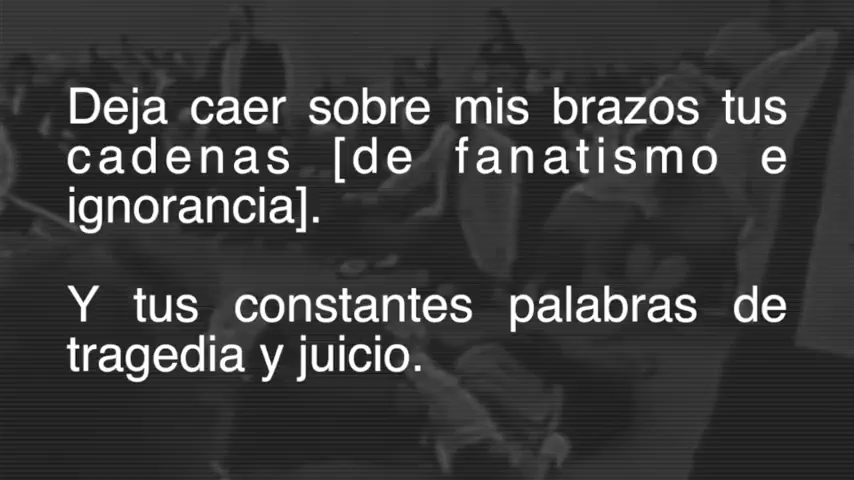 Deja caer sobre mis brazos tus
cadenas [de fanatismo e
ignorancia].
Y tus constantes palabras de
tragedia y juicio.